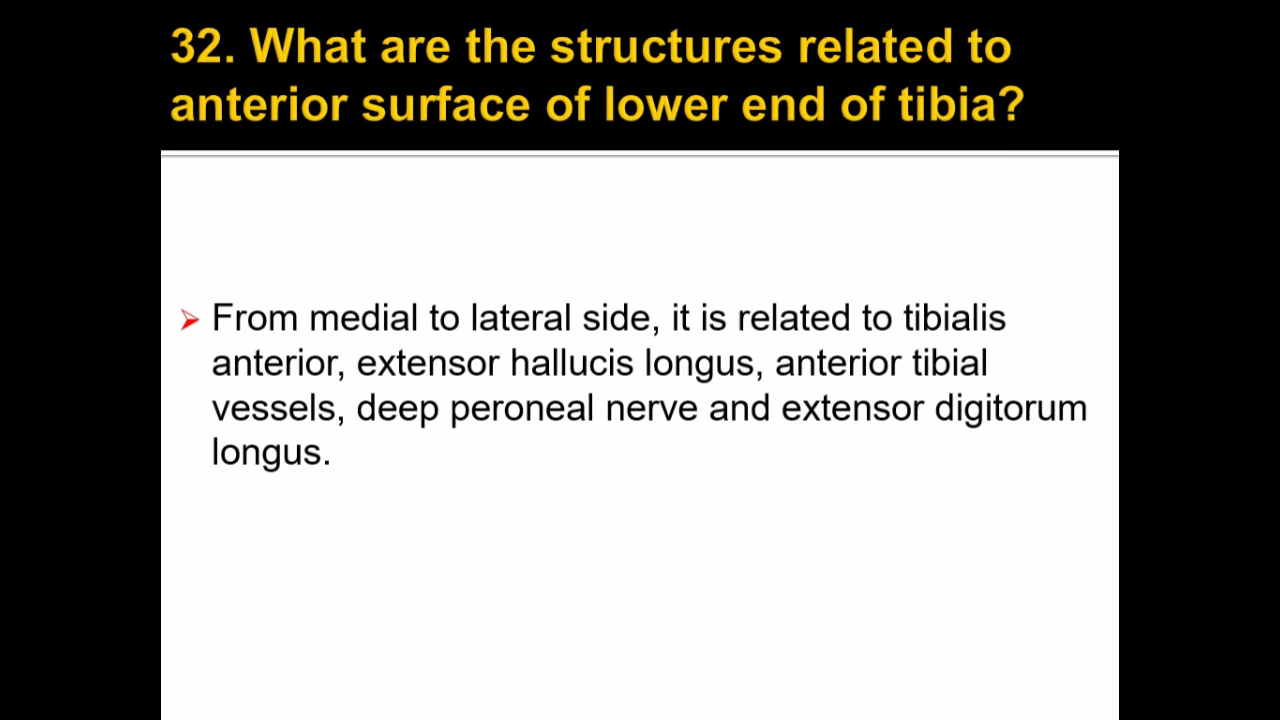 32. What are the structures related to
anterior surface of lower end of tibia?
From medial to lateral side, it is related to tibialis
anterior, extensor hallucis longus, anterior tibial
vessels, deep peroneal nerve and extensor digitorum
longus.